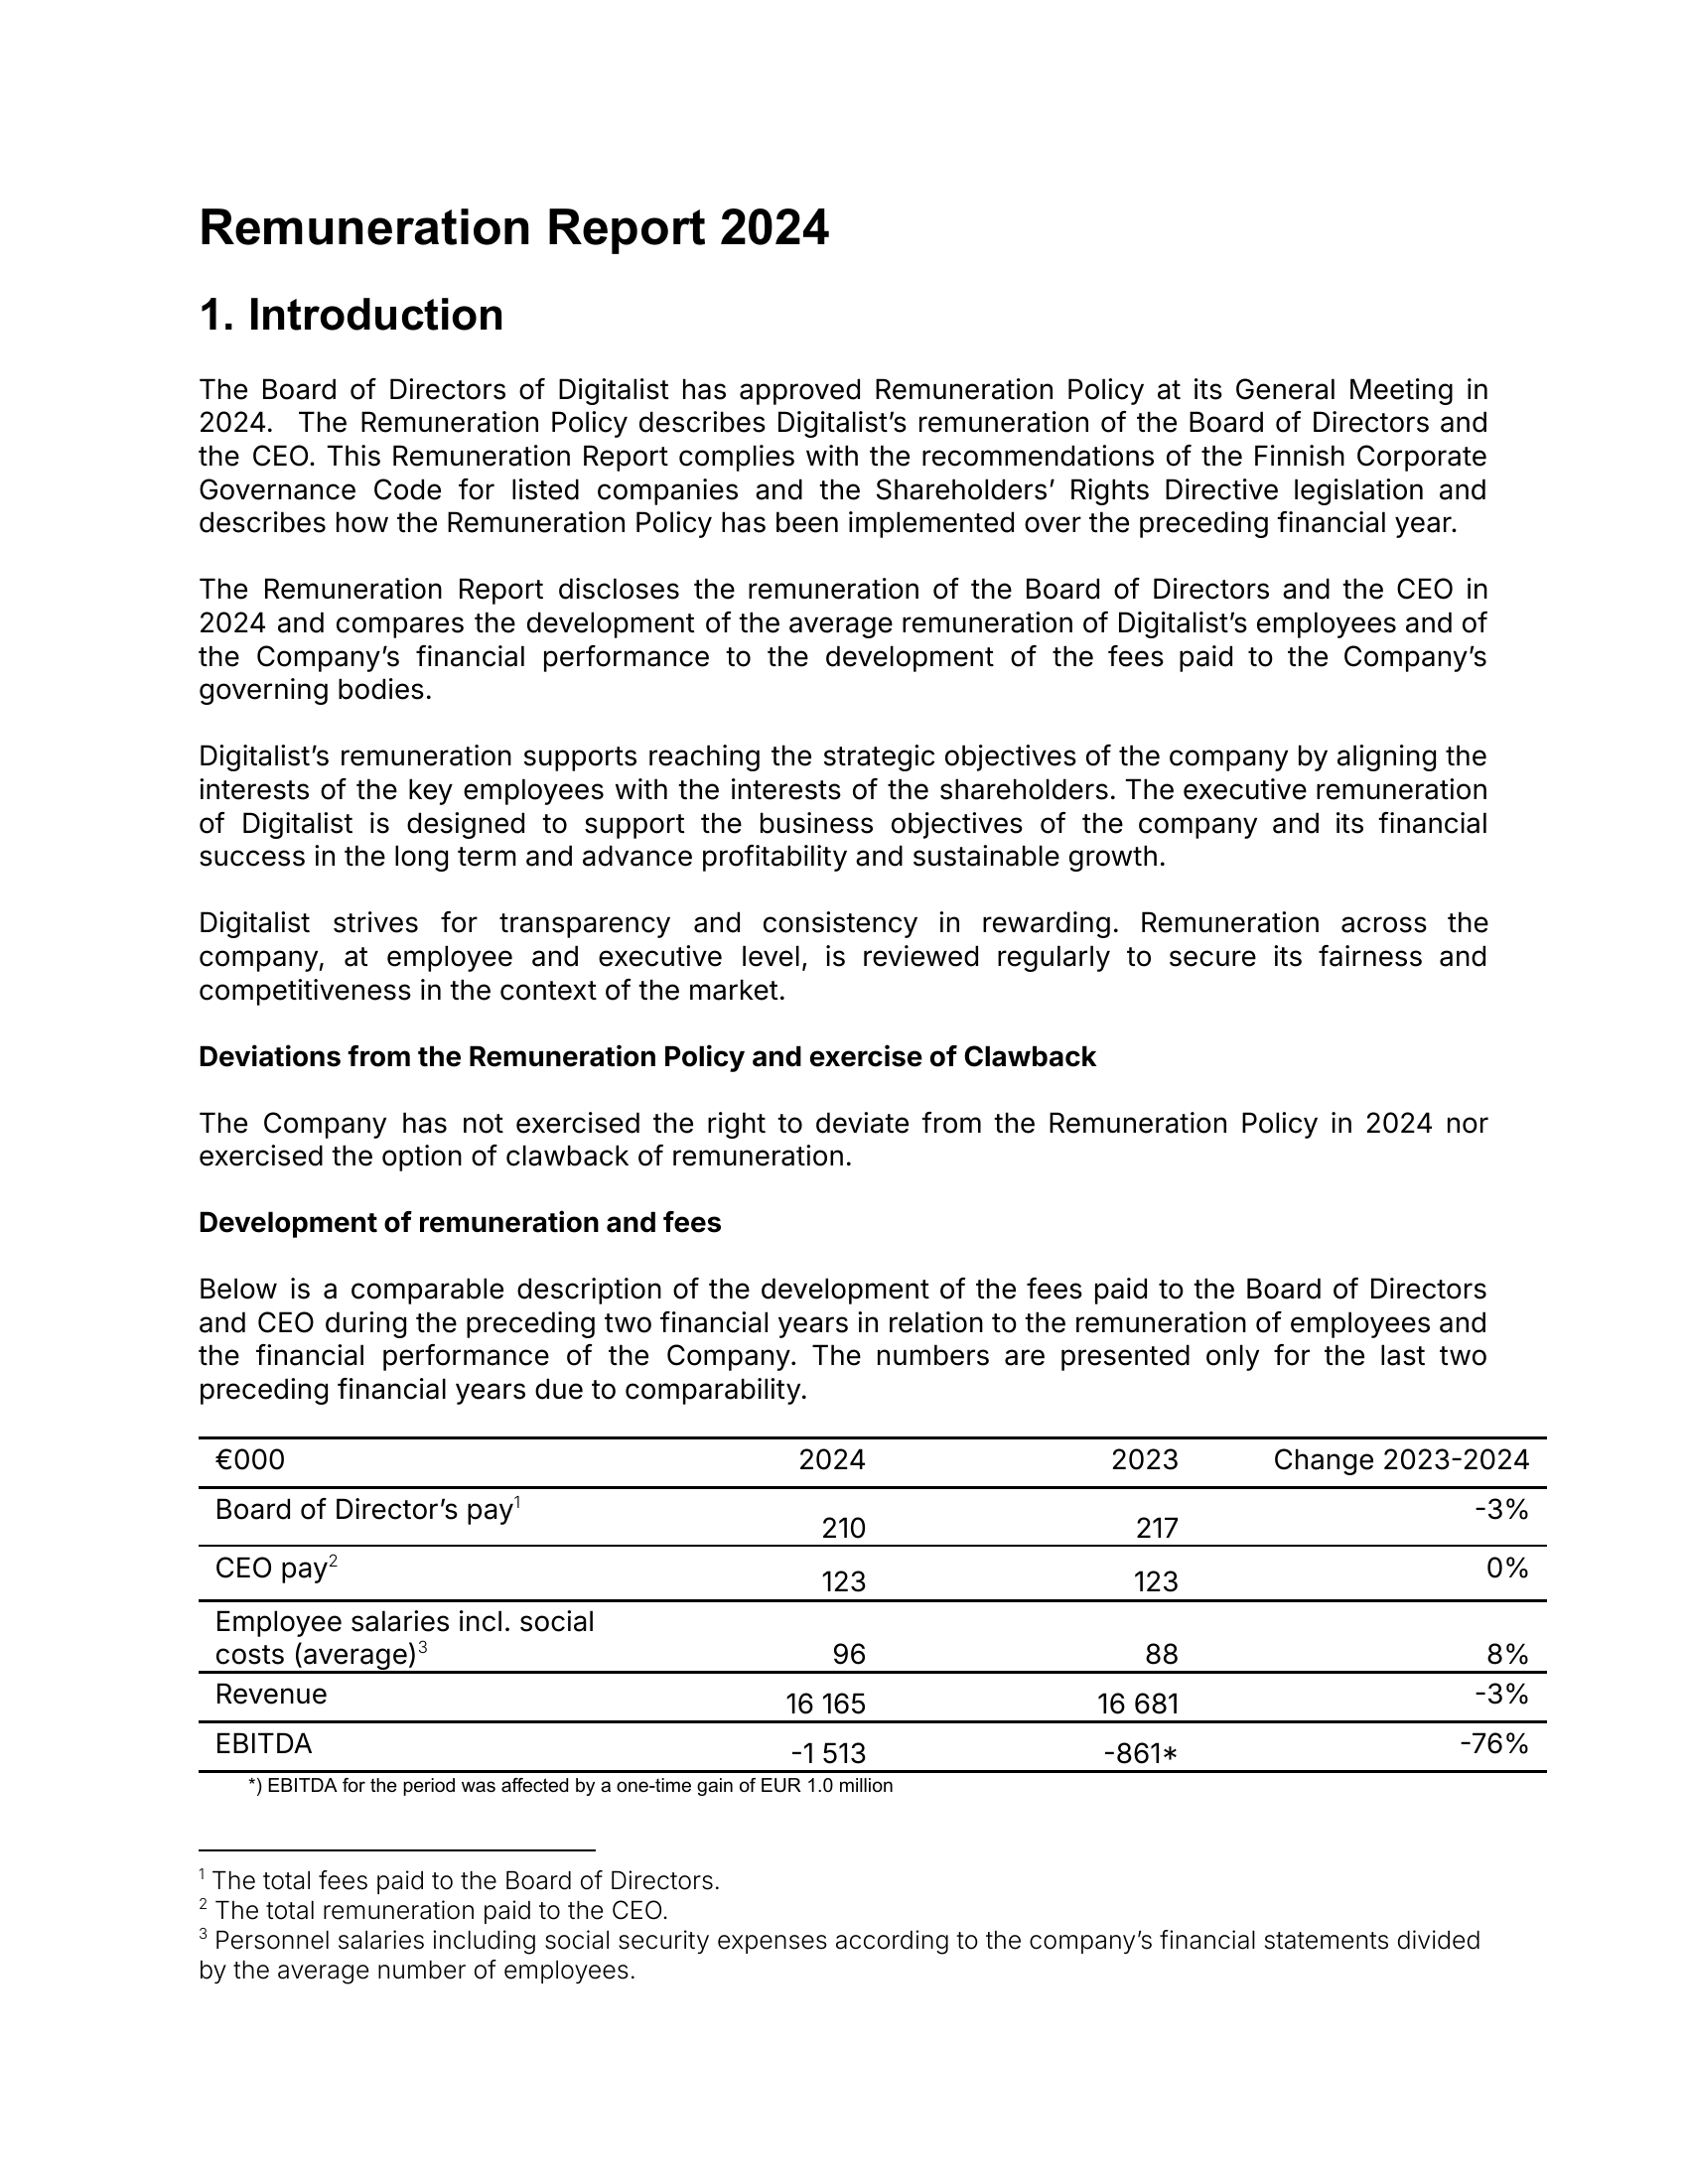 Remuneration Report 2024
1. Introduction
The Board of Directors of Digitalist has approved Remuneration Policy at its General Meeting in
2024. The Remuneration Policy describes Digitalist’s remuneration of the Board of Directors and
the CEO. This Remuneration Report complies with the recommendations of the Finnish Corporate
Governance Code for listed companies and the Shareholders’ Rights Directive legislation and
describes how the Remuneration Policy has been implemented over the preceding financial year.
The Remuneration Report discloses the remuneration of the Board of Directors and the CEO in
2024 and compares the development of the average remuneration of Digitalist’s employees and of
the Company’s financial performance to the development of the fees paid to the Company’s
governing bodies.
Digitalist’s remuneration supports reaching the strategic objectives of the company by aligning the
interests of the key employees with the interests of the shareholders. The executive remuneration
of Digitalist is designed to support the business objectives of the company and its financial
success in the long term and advance profitability and sustainable growth.
Digitalist strives for transparency and consistency in rewarding. Remuneration across the
company, at employee and executive level, is reviewed regularly to secure its fairness and
competitiveness in the context of the market.
Deviations from the Remuneration Policy and exercise of Clawback
The Company has not exercised the right to deviate from the Remuneration Policy in 2024 nor
exercised the option of clawback of remuneration.
Development of remuneration and fees
Below is a comparable description of the development of the fees paid to the Board of Directors
and CEO during the preceding two financial years in relation to the remuneration of employees and
the financial performance of the Company. The numbers are presented only for the last two
preceding financial years due to comparability.
€000 2024 2023 Change 2023-2024
Board of Director’s pay¹ 210 217 -3%
CEO pay² 123 123 0%
Employee salaries incl. social
costs (average)³ 96 88 8%
Revenue 16 165 16 681 -3%
EBITDA -1 513 -861* -76%
*) EBITDA for the period was affected by a one-time gain of EUR 1.0 million
¹ The total fees paid to the Board of Directors.
² The total remuneration paid to the CEO.
³ Personnel salaries including social security expenses according to the company’s financial statements divided
by the average number of employees.